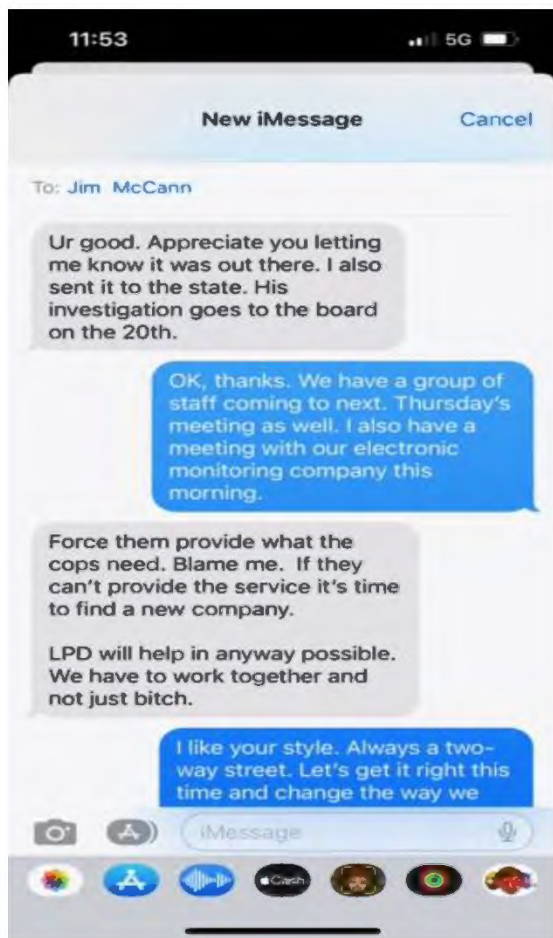 11:53
5G
New iMessage
Cancel
To: Jim McCann
Ur good. Appreciate you letting
me know it was out there. I also
sent it to the state. His
investigation goes to the board
on the 20th.
OK, thanks. We have a group of
staff coming to next. Thursday's
meeting as well. I also have a
meeting with our electronic
monitoring company this
morning.
Force them provide what the
cops need. Blame me. If they
can't provide the service it's time
to find a new company.
LPD will help in anyway possible.
We have to work together and
not just bitch.
I like your style. Always a two-
way street. Let's get it right this
time and change the way we
iMessage
Cash